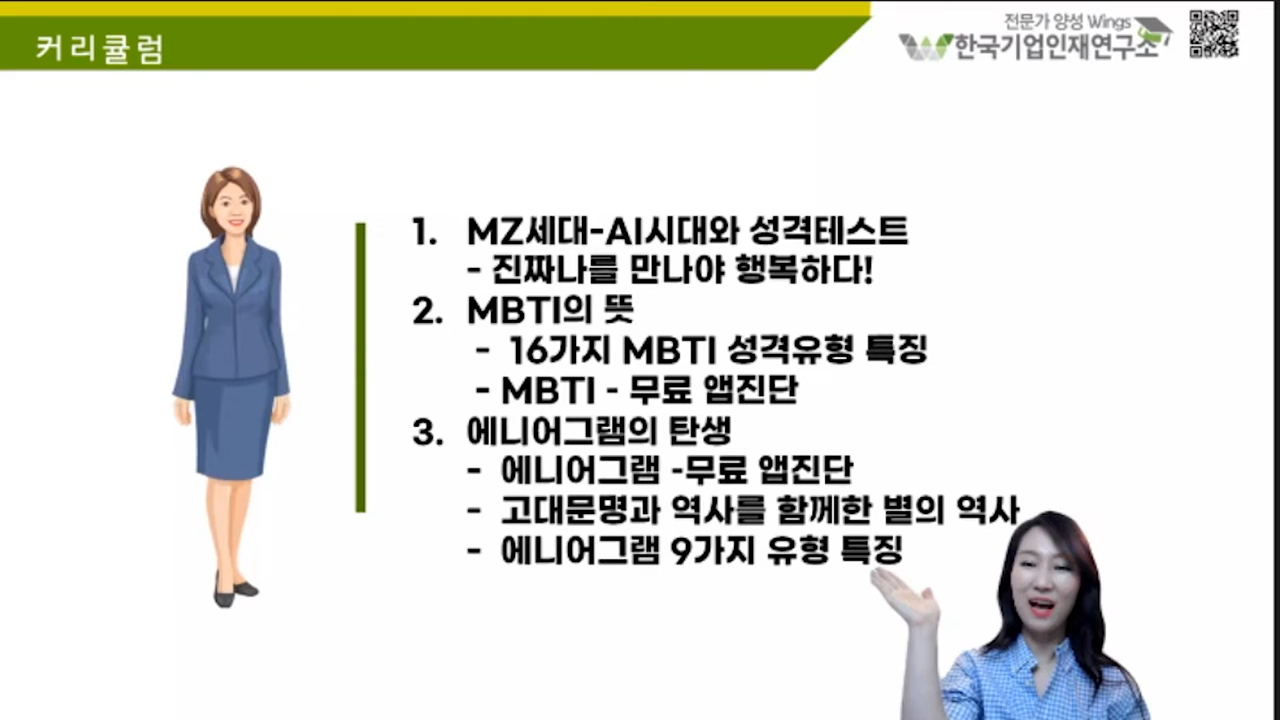 커리큘럼
전문가 양성 Wings
한국기업인재연구소
1. MZ세대-AI시대와 성격테스트
- 진짜나를 만나야 행복하다!
2. MBTI의 뜻
- 16가지 MBTI 성격유형 특징
- MBTI - 무료 앱진단
3. 에니어그램의 탄생
- 에니어그램 -무료 앱진단
- 고대문명과 역사를 함께한 별의 역사
- 에니어그램 9가지 유형 특징